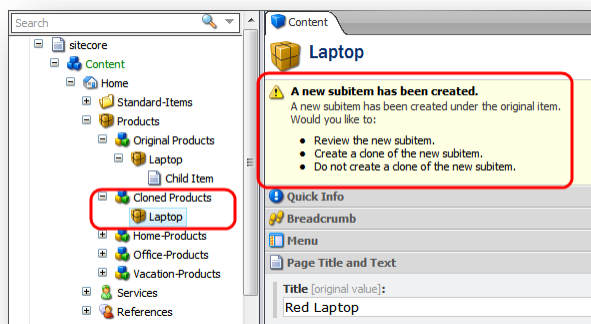 Search
sitecore
Content
Home
Standard-Items
Products
Original Products
Laptop
Child Item
Cloned Products
Laptop
Home-Products
Office-Products
Vacation-Products
Services
References
Content
Laptop
A new subitem has been created.
A new subitem has been created under the original item.
Would you like to:
• Review the new subitem.
• Create a clone of the new subitem.
• Do not create a clone of the new subitem.
Quick Info
Breadcrumb
Menu
Page Title and Text
Title [original value]:
Red Laptop